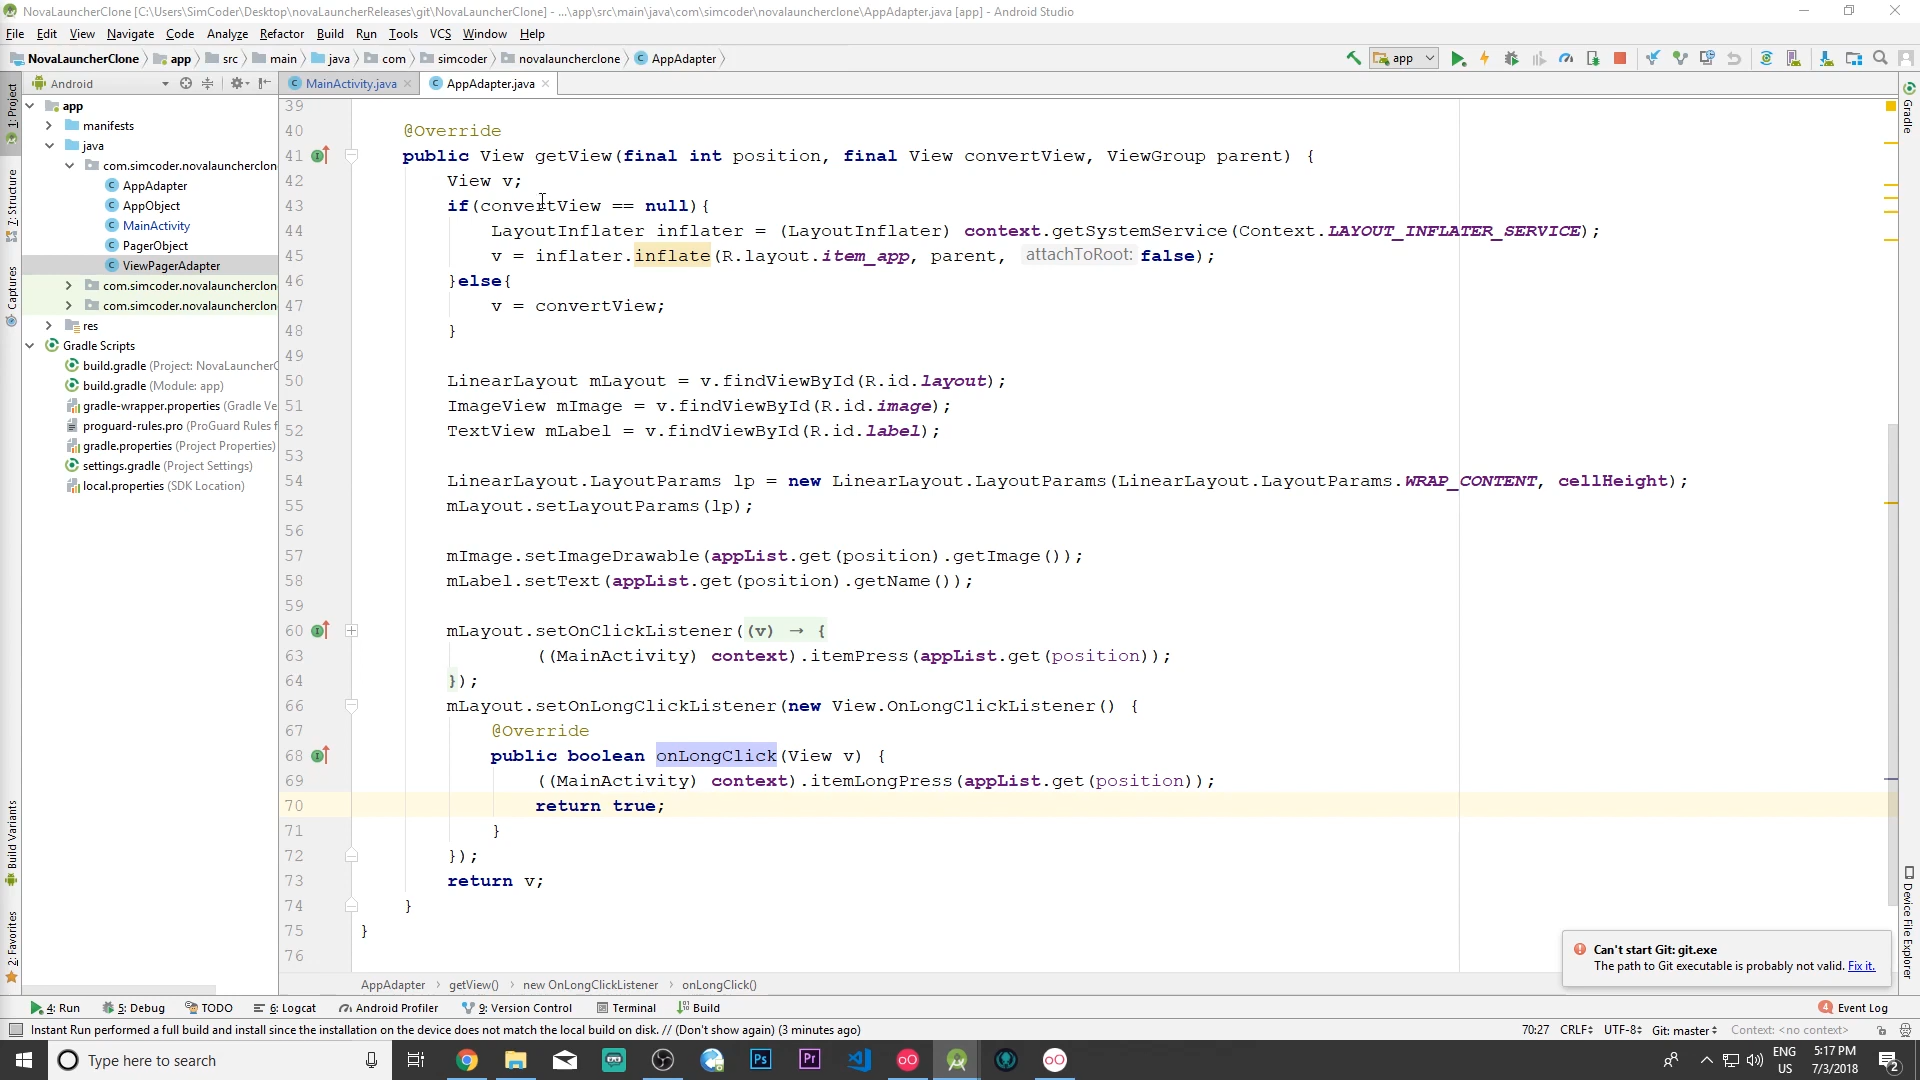 NovaLauncherClone [C:\Users\SimCoder\Desktop\novaLauncherReleases\git\NovaLauncherClone] - ...\app\src\main\java\com\simcoder\novalauncherclone\AppAdapter.java [app] - Android Studio
File Edit View Navigate Code Analyze Refactor Build Run Tools VCS Window Help
NovaLauncherClone app src main java com simcoder novalauncherclone AppAdapter app
Android MainActivity.java AppAdapter.java
1: Project
7: Structure
Captures
Build Variants
2: Favorites
app
manifests
java
com.simcoder.novalauncherclon
AppAdapter
AppObject
MainActivity
PagerObject
ViewPagerAdapter
com.simcoder.novalauncherclon
com.simcoder.novalauncherclon
res
Gradle Scripts
build.gradle (Project: NovaLauncherC
build.gradle (Module: app)
gradle-wrapper.properties (Gradle Ve
proguard-rules.pro (ProGuard Rules f
gradle.properties (Project Properties)
settings.gradle (Project Settings)
local.properties (SDK Location)
39
40 @Override
41 public View getView(final int position, final View convertView, ViewGroup parent) {
42 View v;
43 if(convertView == null){
44 LayoutInflater inflater = (LayoutInflater) context.getSystemService(Context.LAYOUT_INFLATER_SERVICE);
45 v = inflater.inflate(R.layout.item_app, parent, attachToRoot: false);
46 }else{
47 v = convertView;
48 }
49
50 LinearLayout mLayout = v.findViewById(R.id.layout);
51 ImageView mImage = v.findViewById(R.id.image);
52 TextView mLabel = v.findViewById(R.id.label);
53
54 LinearLayout.LayoutParams lp = new LinearLayout.LayoutParams(LinearLayout.LayoutParams.WRAP_CONTENT, cellHeight);
55 mLayout.setLayoutParams(lp);
56
57 mImage.setImageDrawable(appList.get(position).getImage());
58 mLabel.setText(appList.get(position).getName());
59
60 mLayout.setOnClickListener((v) → {
63 ((MainActivity) context).itemPress(appList.get(position));
64 });
66 mLayout.setOnLongClickListener(new View.OnLongClickListener() {
67 @Override
68 public boolean onLongClick(View v) {
69 ((MainActivity) context).itemLongPress(appList.get(position));
70 return true;
71 }
72 });
73 return v;
74 }
75 }
76
Gradle
Device File Explorer
Can't start Git: git.exe
The path to Git executable is probably not valid. Fix it.
AppAdapter getView() new OnLongClickListener onLongClick()
4: Run 5: Debug TODO 6: Logcat Android Profiler 9: Version Control Terminal Build 4 Event Log
Instant Run performed a full build and install since the installation on the device does not match the local build on disk. // (Don't show again) (3 minutes ago) 70:27 CRLF UTF-8 Git: master Context: <no context>
Type here to search Ps Pr ENG 5:17 PM
US 7/3/2018 2